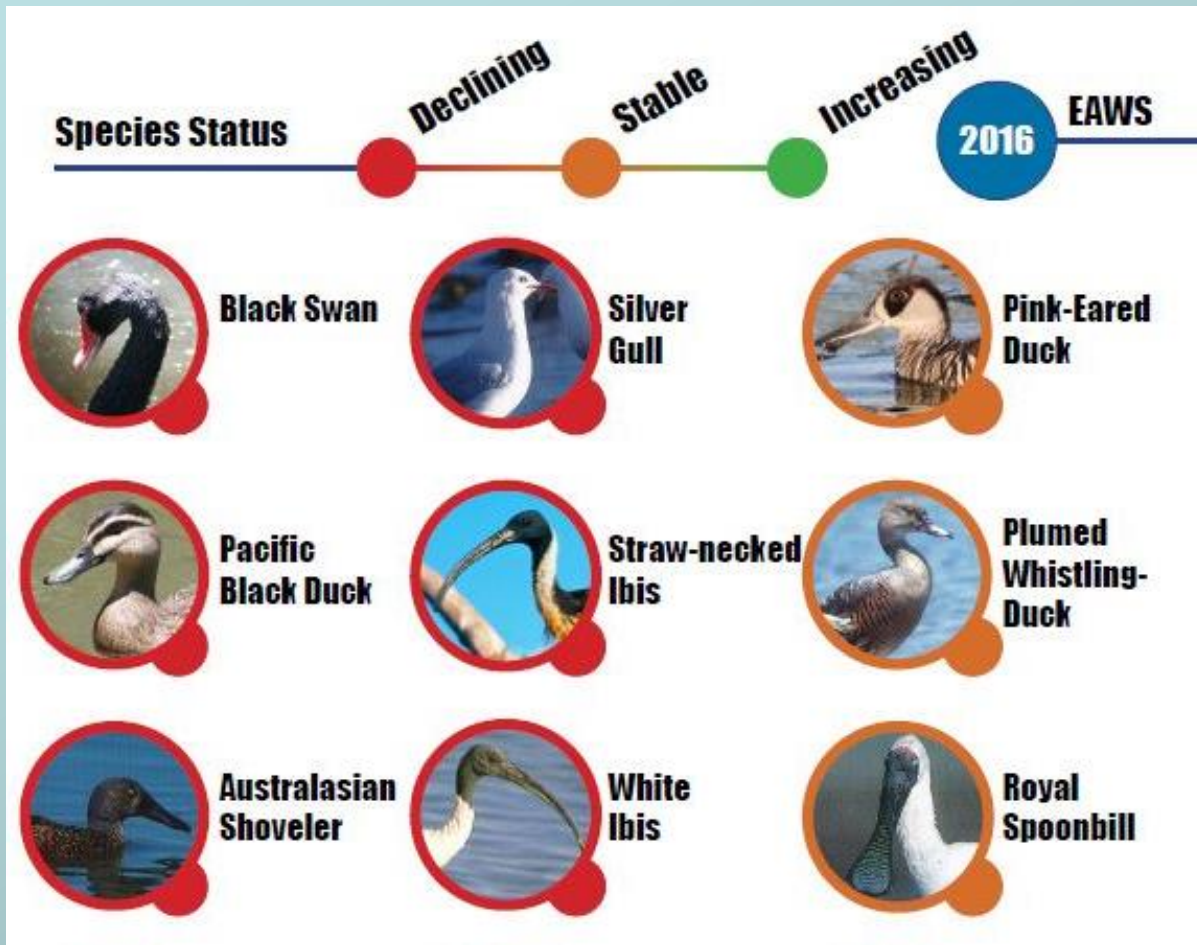 Species Status
Declining
Stable
Increasing
2016
EAWS
Black Swan
Silver
Gull
Pink-Eared
Duck
Pacific
Black Duck
Straw-necked
Ibis
Plumed
Whistling-
Duck
Australasian
Shoveler
White
Ibis
Royal
Spoonbill